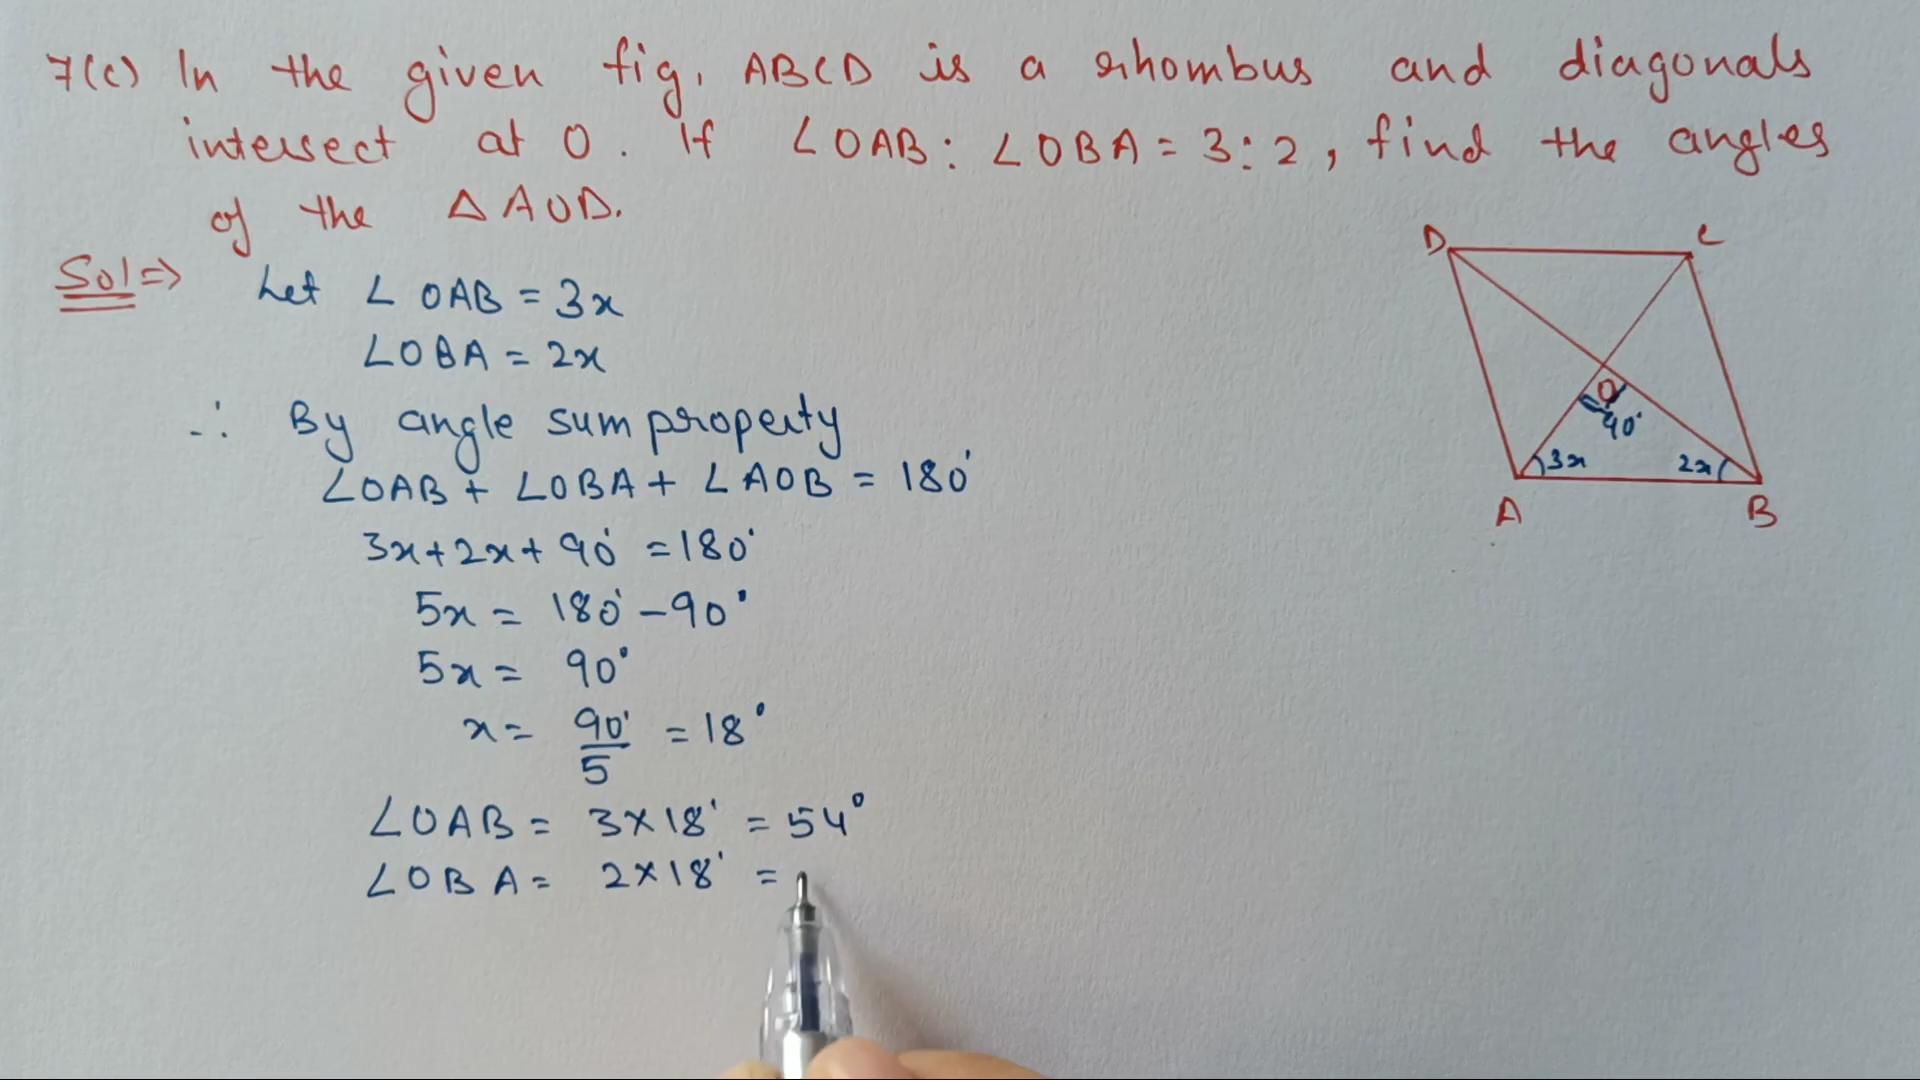 7(c) In the given fig, ABCD is a rhombus and diagonals
intersect at O. If ∠OAB : ∠OBA = 3:2, find the angles
of the △AOD.
Sol=> Let ∠OAB = 3x
∠OBA = 2x
∴ By angle sum property
∠OAB + ∠OBA + ∠AOB = 180°
3x+2x+90° = 180°
5x = 180° - 90°
5x = 90°
x = 90°/5 = 18°
∠OAB = 3×18° = 54°
∠OBA = 2×18° =
D C
O
90°
3x 2x
A B